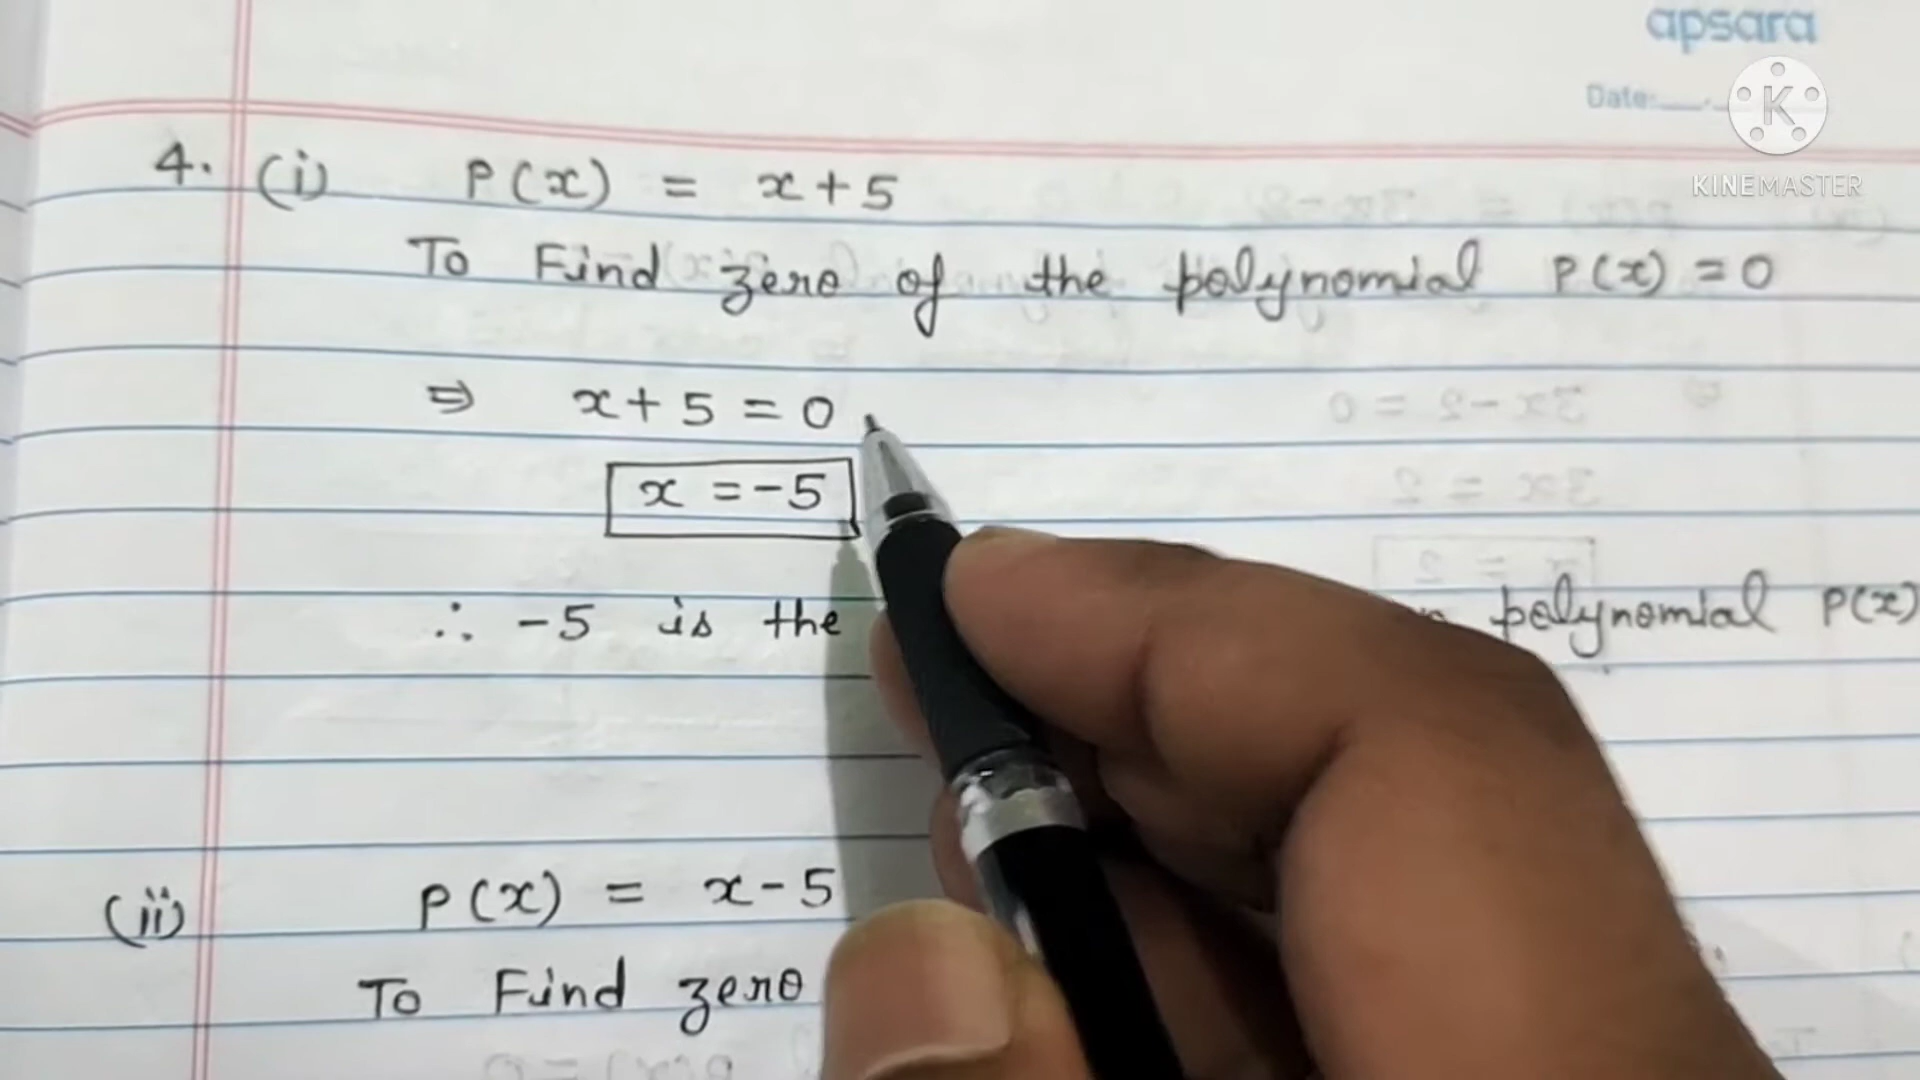 apsara
Date:
K
KINEMASTER
4. (i) P(x) = x+5
To Find zero of the polynomial P(x) = 0
⇒ x+5 = 0
x = -5
∴ -5 is the polynomial P(x)
(ii) P(x) = x-5
To Find zero